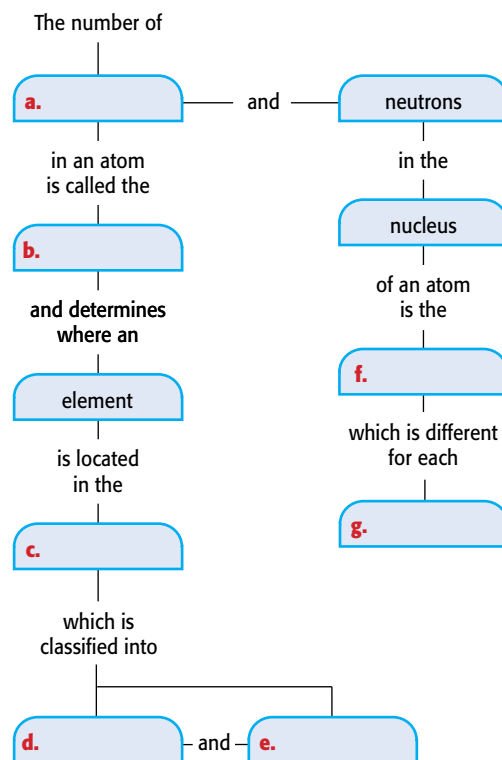 The number of
a.
and
neutrons
in an atom
is called the
in the
b.
nucleus
and determines
where an
of an atom
is the
element
f.
is located
in the
which is different
for each
c.
g.
which is
classified into
d.
and
e.